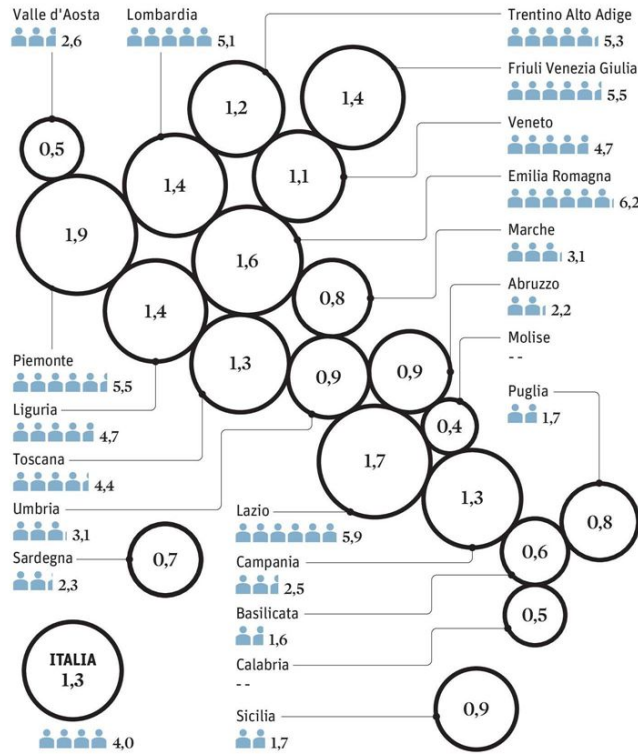 Valle d'Aosta
2,6
Lombardia
5,1
Trentino Alto Adige
5,3
Friuli Venezia Giulia
5,5
Veneto
4,7
Emilia Romagna
6,2
Marche
3,1
Abruzzo
2,2
Molise
--
Puglia
1,7
1,2
1,4
0,5
1,4
1,1
1,9
1,6
1,4
0,8
1,3
0,9
0,9
0,4
1,7
1,3
0,8
0,6
0,5
Piemonte
5,5
Liguria
4,7
Toscana
4,4
Umbria
3,1
Sardegna
2,3
0,7
Lazio
5,9
Campania
2,5
Basilicata
1,6
Calabria
--
Sicilia
1,7
0,9
ITALIA
1,3
4,0